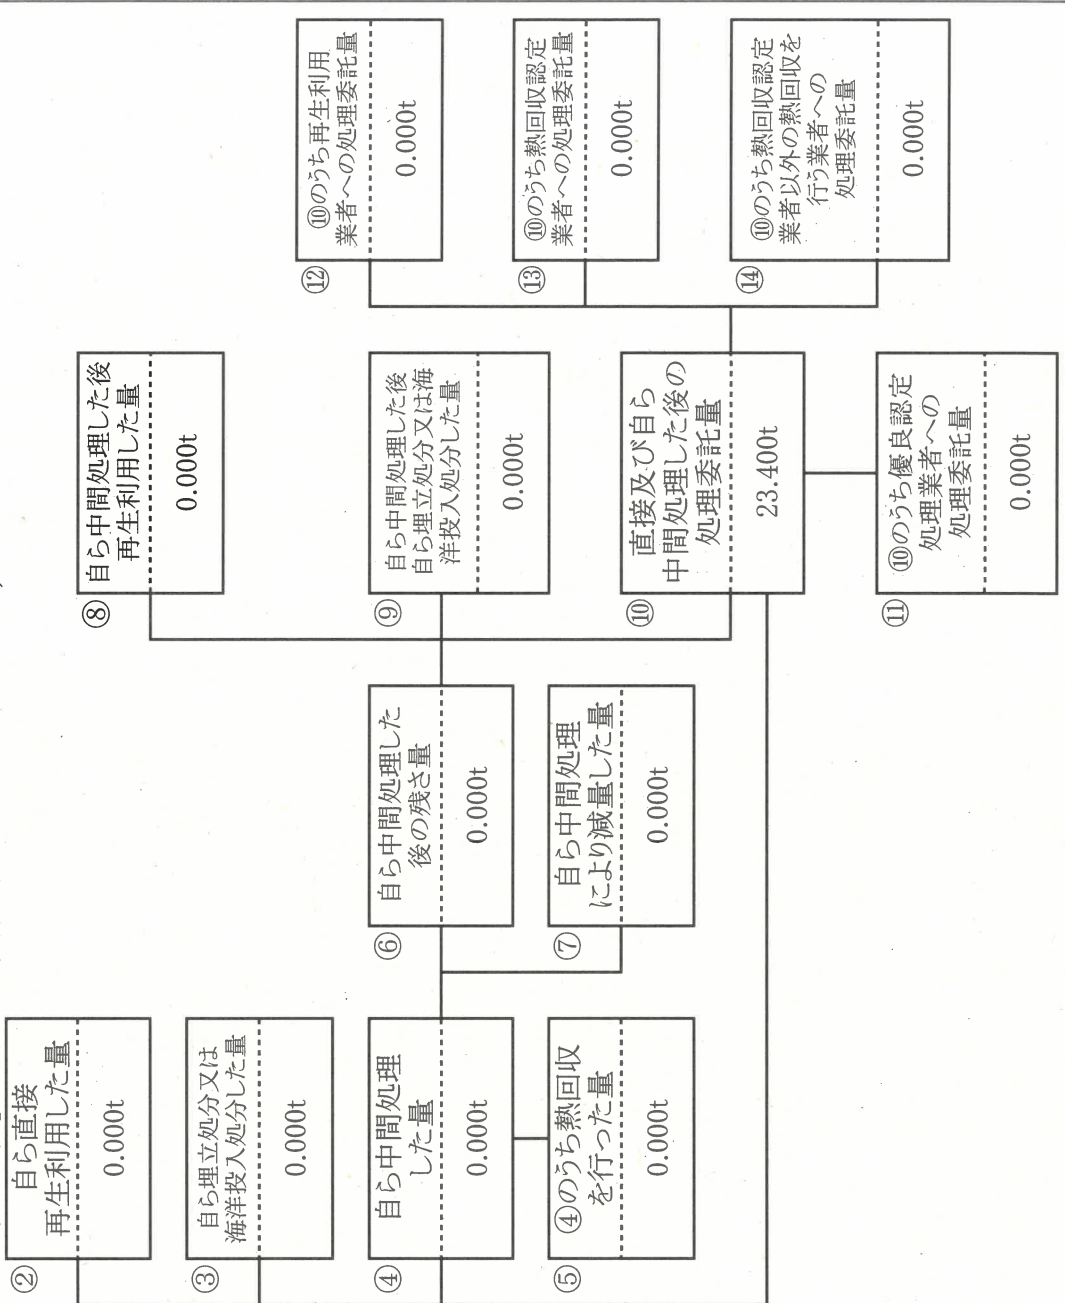 ②
自ら直接
再生利用した量
0.000t
③
自ら埋立処分又は
海洋投入処分した量
0.000t
④
自ら中間処理
した量
0.000t
⑤
④のうち熱回収
を行った量
0.000t
⑥
自ら中間処理した
後の残さ量
0.000t
⑦
自ら中間処理
により減量した量
0.000t
⑧
自ら中間処理した後
再生利用した量
0.000t
⑨
自ら中間処理した後
自ら埋立処分又は海
洋投入処分した量
0.000t
⑩
直接及び自ら
中間処理した後の
処理委託量
23.400t
⑪
⑩のうち優良認定
処理業者への
処理委託量
0.000t
⑫
⑩のうち再生利用
業者への処理委託量
0.000t
⑬
⑩のうち熱回収認定
業者への処理委託量
0.000t
⑭
⑩のうち熱回収認定
業者以外の熱回収を
行う業者への
処理委託量
0.000t